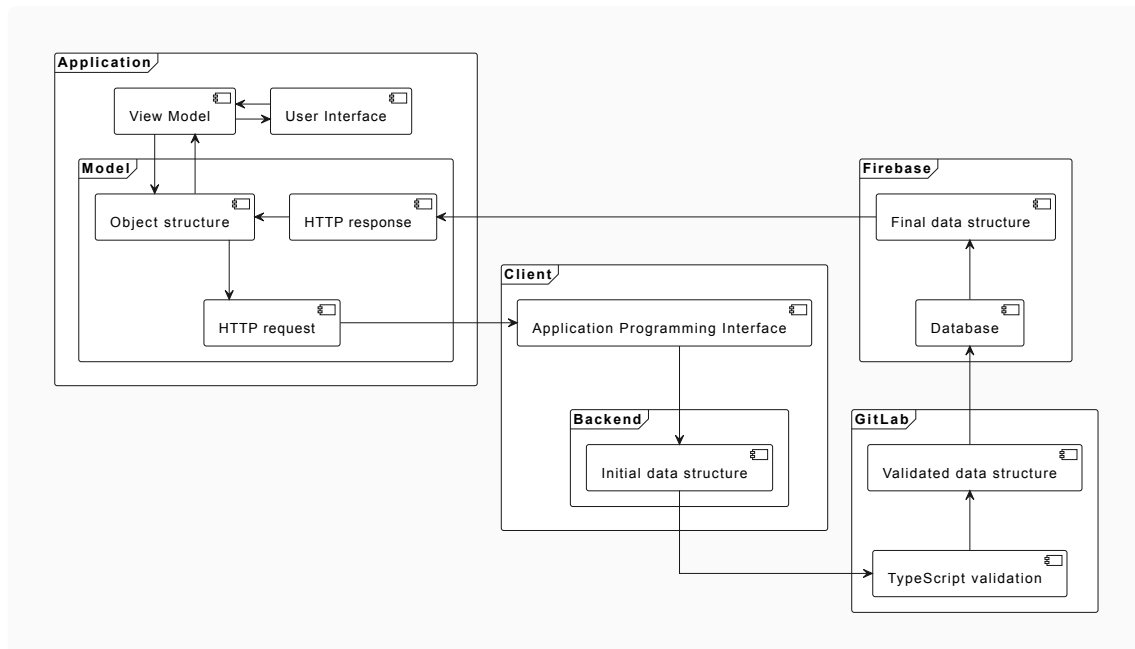 Application
View Model
User Interface
Model
Object structure
HTTP response
HTTP request
Client
Application Programming Interface
Backend
Initial data structure
Firebase
Final data structure
Database
GitLab
Validated data structure
TypeScript validation